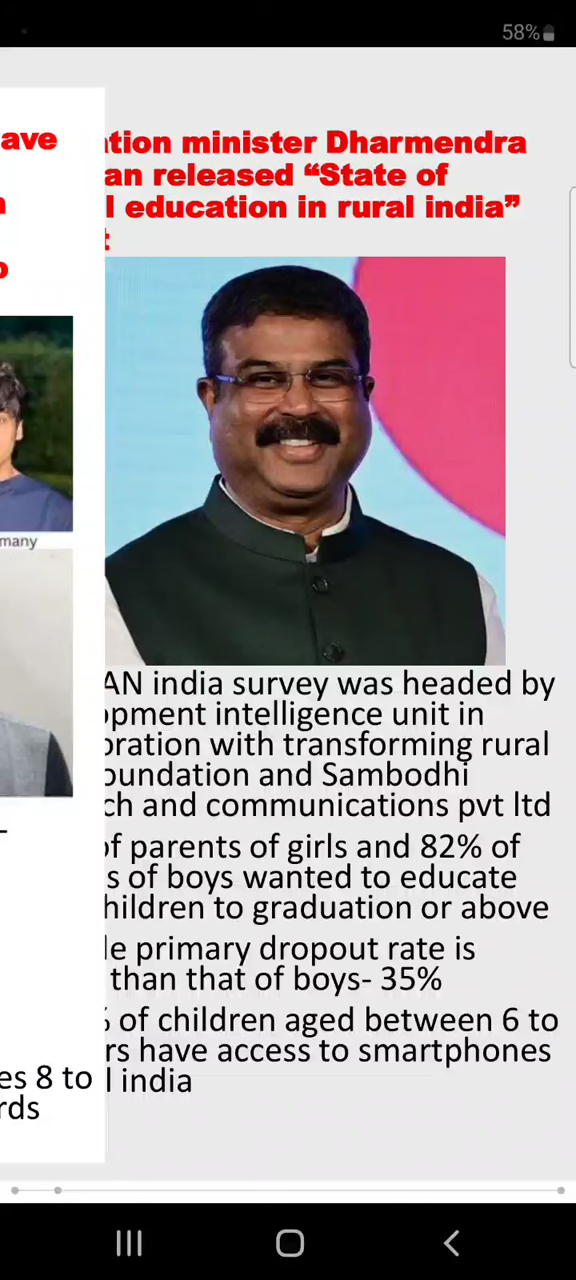 58%
ave
ation minister Dharmendra
an released “State of
l education in rural india”
t
many
AN india survey was headed by
opment intelligence unit in
oration with transforming rural
oundation and Sambodhi
ch and communications pvt ltd
of parents of girls and 82% of
s of boys wanted to educate
hildren to graduation or above
le primary dropout rate is
than that of boys- 35%
% of children aged between 6 to
rs have access to smartphones
l india
es 8 to
rds